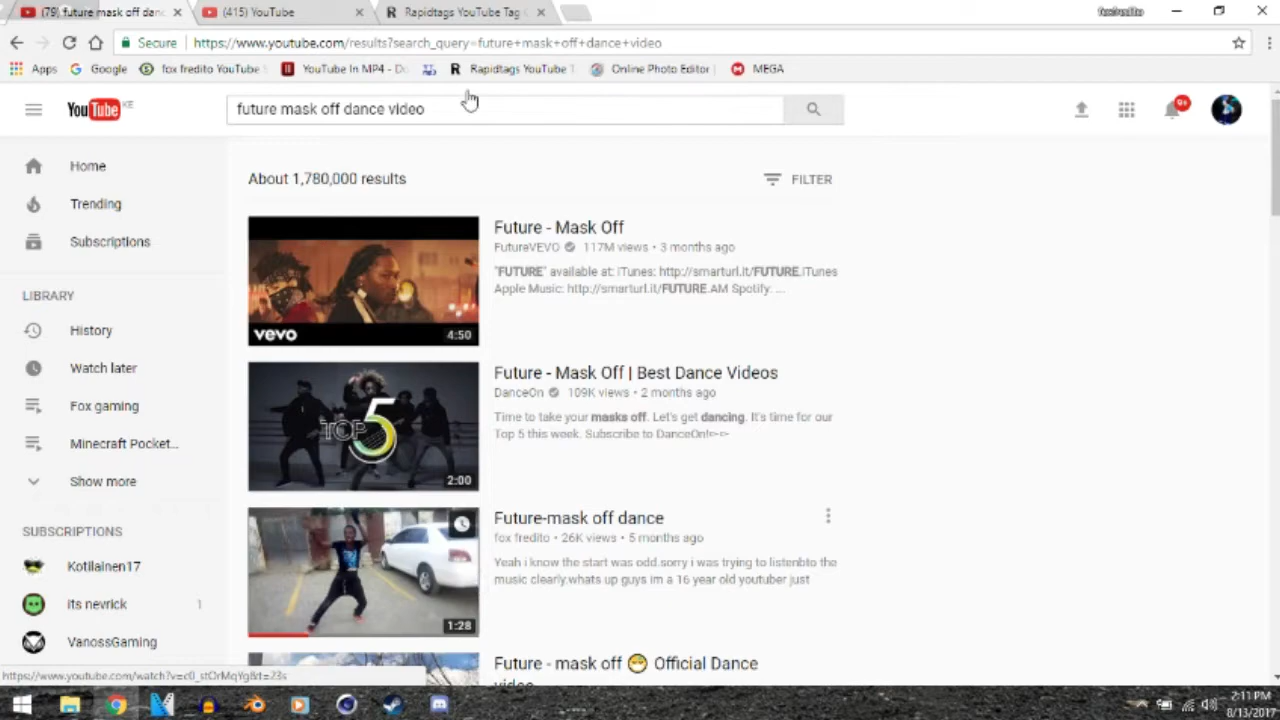 (79) future mask off dan
(415) YouTube
Rapidtags YouTube Tag
Secure
https://www.youtube.com/results?search_query=future+mask+off+dance+video
Apps
Google
fox fredito YouTube
YouTube In MP4 - Do
Rapidtags YouTube T
Online Photo Editor
MEGA
YouTube KE
future mask off dance video
9+
Home
Trending
Subscriptions
LIBRARY
History
Watch later
Fox gaming
Minecraft Pocket...
Show more
SUBSCRIPTIONS
Kotilainen17
its nevrick 1
VanossGaming
About 1,780,000 results
FILTER
vevo
4:50
Future - Mask Off
FutureVEVO 117M views • 3 months ago
"FUTURE" available at: iTunes: http://smarturl.it/FUTURE.iTunes
Apple Music: http://smarturl.it/FUTURE.AM Spotify: ...
TOP 5
2:00
Future - Mask Off | Best Dance Videos
DanceOn 109K views • 2 months ago
Time to take your masks off. Let's get dancing. It's time for our
Top 5 this week. Subscribe to DanceOn!
1:28
Future-mask off dance
fox fredito • 26K views • 5 months ago
Yeah i know the start was odd.sorry i was trying to listenbto the
music clearly.whats up guys im a 16 year old youtuber just
Future - mask off 😷 Official Dance
video
2:11 PM
8/13/2017